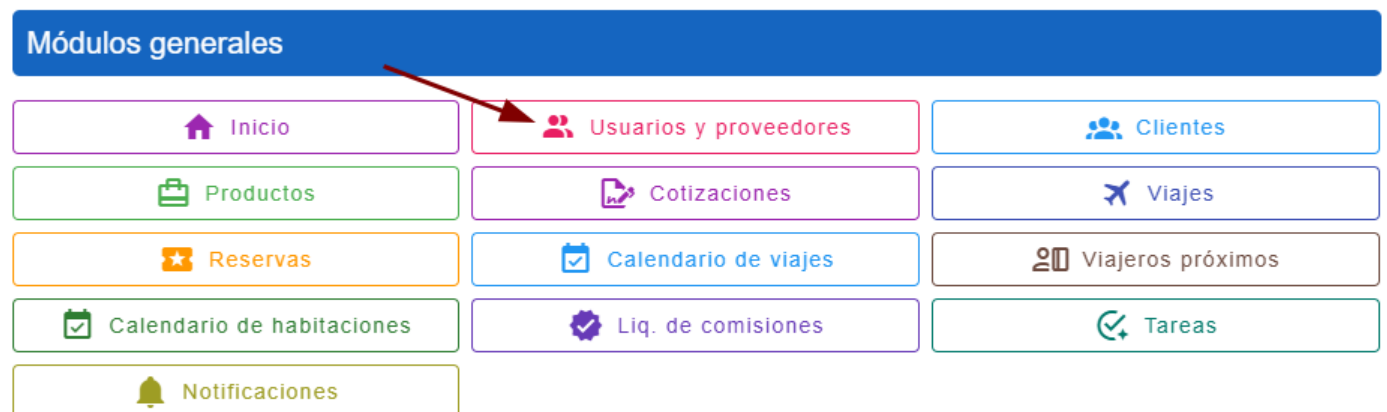 Módulos generales
Inicio
Usuarios y proveedores
Clientes
Productos
Cotizaciones
Viajes
Reservas
Calendario de viajes
Viajeros próximos
Calendario de habitaciones
Liq. de comisiones
Tareas
Notificaciones